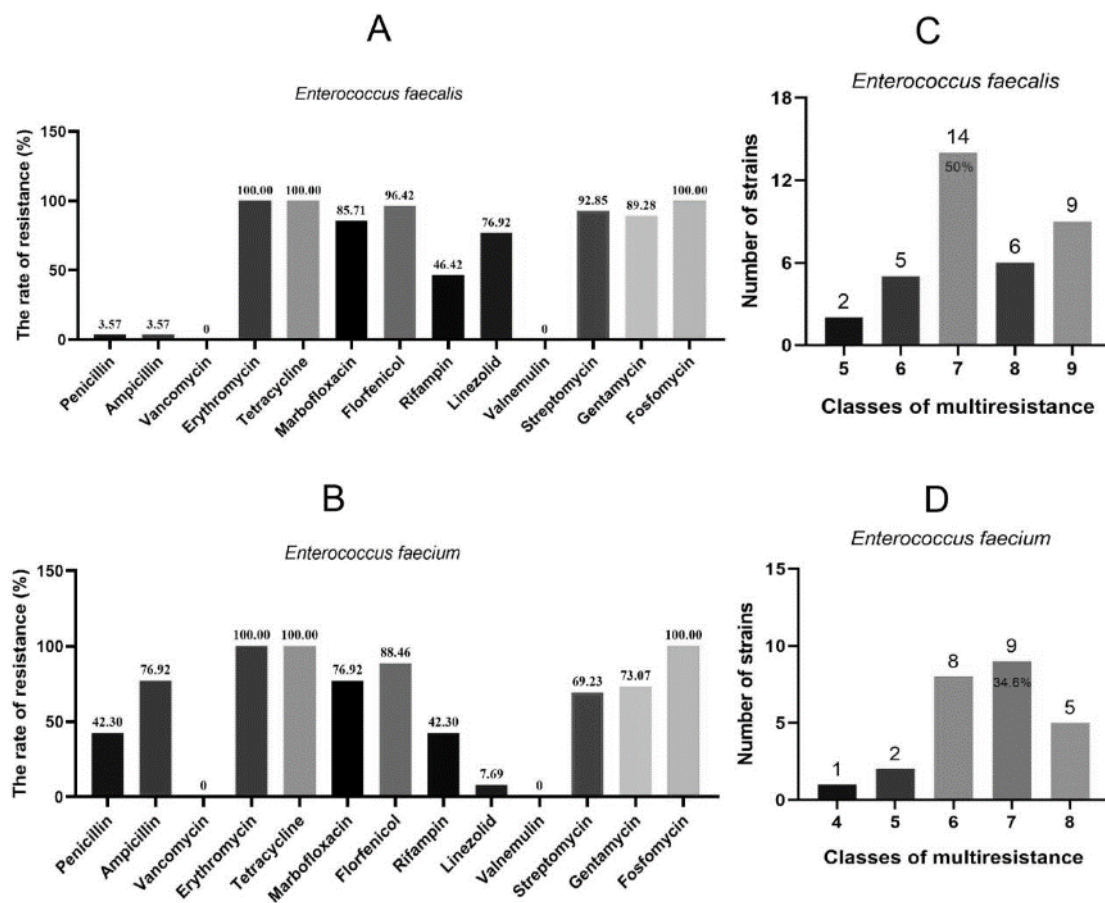 A
Enterococcus faecalis
The rate of resistance (%)
150
100
50
0
3.57
3.57
0
100.00
100.00
85.71
96.42
46.42
76.92
0
92.85
89.28
100.00
Penicillin
Ampicillin
Vancomycin
Erythromycin
Tetracycline
Marbofloxacin
Florfenicol
Rifampin
Linezolid
Valnemulin
Streptomycin
Gentamycin
Fosfomycin
C
Enterococcus faecalis
Number of strains
18
12
6
0
2
5
14
50%
6
9
5
6
7
8
9
Classes of multiresistance
B
Enterococcus faecium
The rate of resistance (%)
150
100
50
0
42.30
76.92
0
100.00
100.00
76.92
88.46
42.30
7.69
0
69.23
73.07
100.00
Penicillin
Ampicillin
Vancomycin
Erythromycin
Tetracycline
Marbofloxacin
Florfenicol
Rifampin
Linezolid
Valnemulin
Streptomycin
Gentamycin
Fosfomycin
D
Enterococcus faecium
Number of strains
15
10
5
0
1
2
8
9
34.6%
5
4
5
6
7
8
Classes of multiresistance